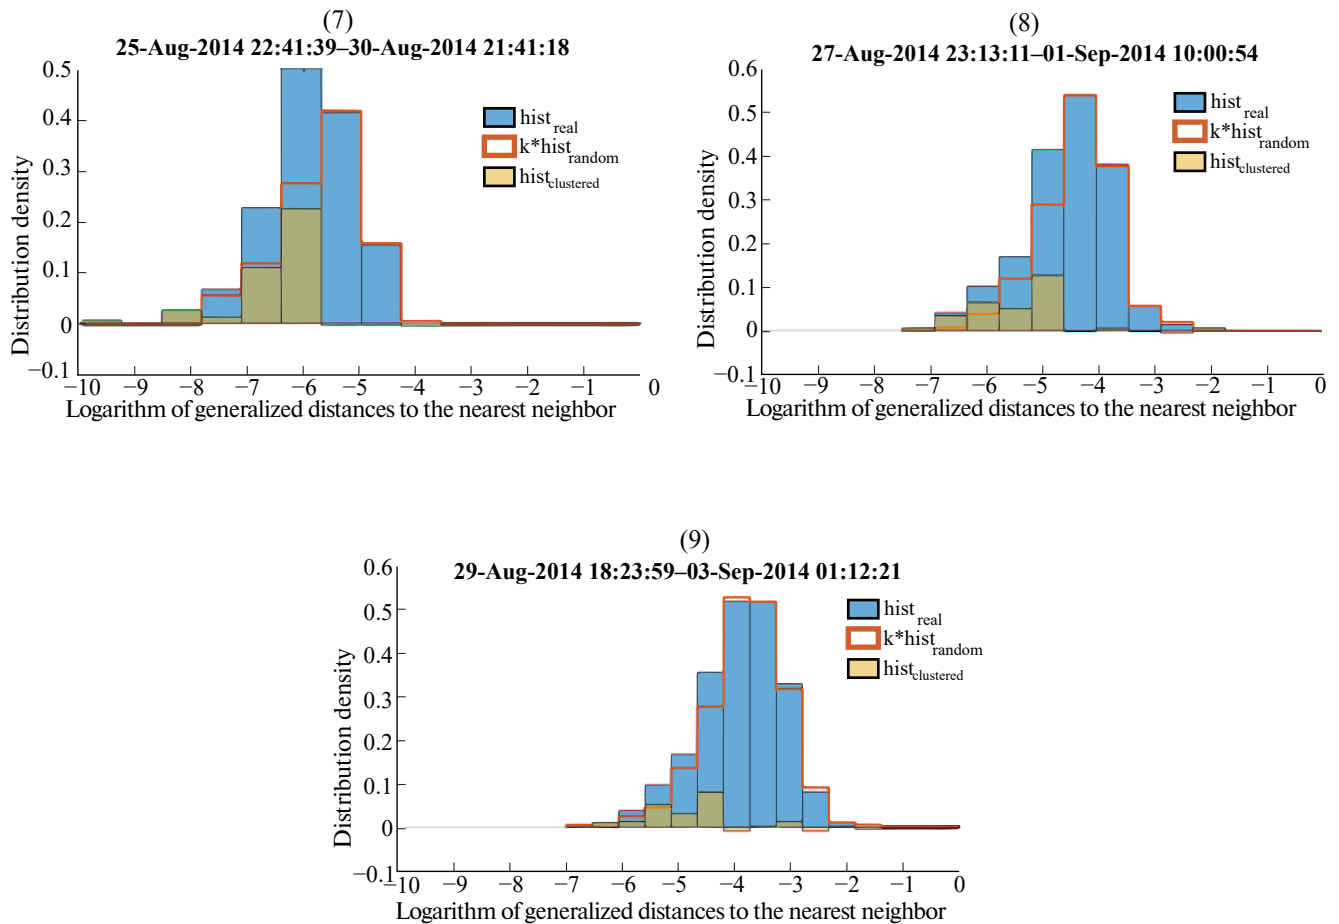 (7)
25-Aug-2014 22:41:39–30-Aug-2014 21:41:18
0.5
0.4
0.3
0.2
0.1
0
−0.1
Distribution density
hist real
k*hist random
hist clustered
−10 −9 −8 −7 −6 −5 −4 −3 −2 −1 0
Logarithm of generalized distances to the nearest neighbor
(8)
27-Aug-2014 23:13:11–01-Sep-2014 10:00:54
0.6
0.5
0.4
0.3
0.2
0.1
0
−0.1
Distribution density
hist real
k*hist random
hist clustered
−10 −9 −8 −7 −6 −5 −4 −3 −2 −1 0
Logarithm of generalized distances to the nearest neighbor
(9)
29-Aug-2014 18:23:59–03-Sep-2014 01:12:21
0.6
0.5
0.4
0.3
0.2
0.1
0
−0.1
Distribution density
hist real
k*hist random
hist clustered
−10 −9 −8 −7 −6 −5 −4 −3 −2 −1 0
Logarithm of generalized distances to the nearest neighbor